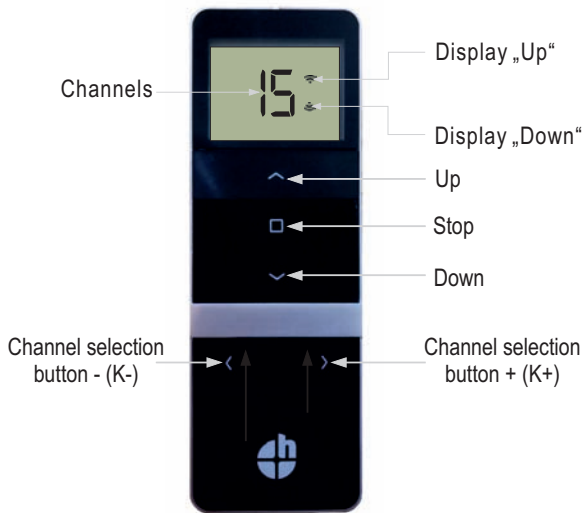 Display „Up“
15
Channels
Display „Down“
Up
Stop
Down
Channel selection
button - (K-)
Channel selection
button + (K+)
h